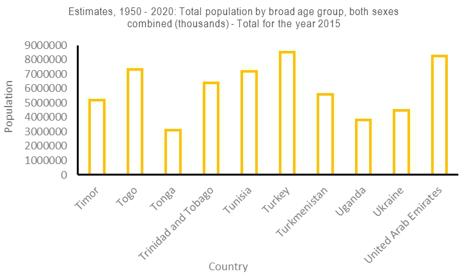 Estimates, 1950 - 2020: Total population by broad age group, both sexes
combined (thousands) - Total for the year 2015
Population
9000000
8000000
7000000
6000000
5000000
4000000
3000000
2000000
1000000
0
Timor
Togo
Tonga
Trinidad and Tobago
Tunisia
Turkey
Turkmenistan
Uganda
Ukraine
United Arab Emirates
Country